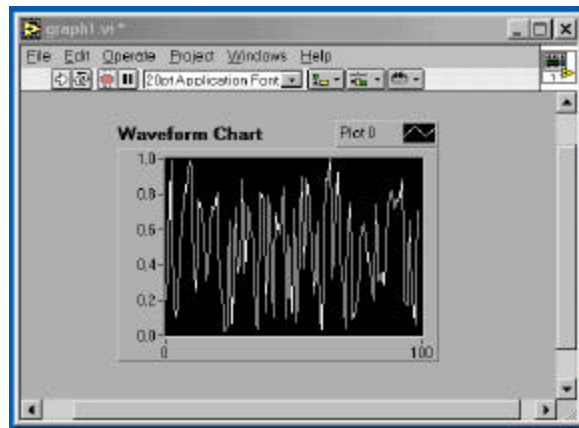 graph1.vi *
File Edit Operate Project Windows Help
20pt Application Font
1
Waveform Chart
Plot 0
1.0
0.8
0.6
0.4
0.2
0.0
0 100